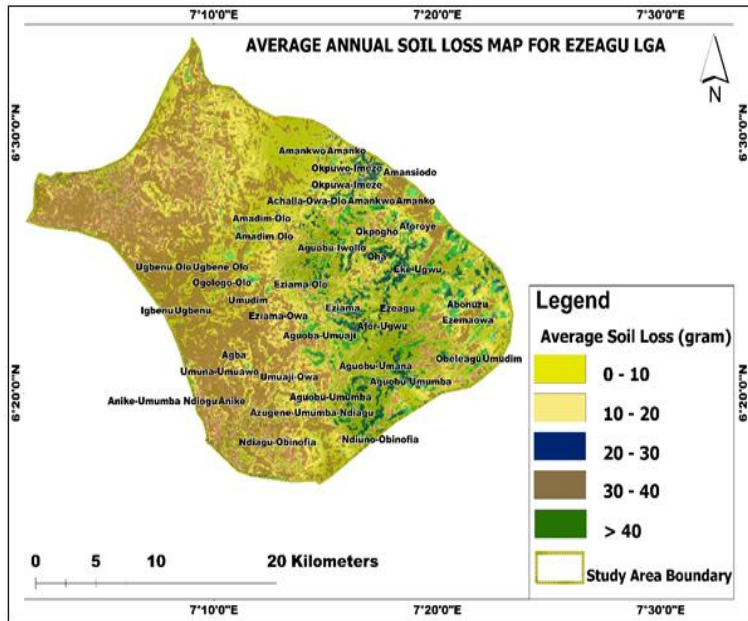 7°10'0"E 7°20'0"E 7°30'0"E
AVERAGE ANNUAL SOIL LOSS MAP FOR EZEAGU LGA
N
6°30'0"N 6°30'0"N
Amankwo Amanko
Okpuwo-Imeze
Amansiodo
Okpuwa-Imeze
Achalla-Owa-Olo Amankwo Amanko
Amadim-Olo
Aforoye
Okpogho
Amadim Olo
Aguobu-Iwollo
Oha
Ugbenu Olo Ugbene Olo
Eke-Ugwu
Ogologo-Olo Eziama-Olo
Umudim
Igbenu Ugbenu
Eziama Ezeagu Abonuzu
Eziama-Owa
Ezemaowa
Afor-Ugwu
Aguoba-Umuaji
Agba
Obeleagu Umudim
Umuna-Umuawo
Aguobu-Umana
Umuaji-Owa
Aguobu-Umumba
Anike-Umumba Ndiogu Anike
Aguobu-Umumba
Azugene-Umumba-Ndiagu
Ndiagu-Obinofia
Ndiuno-Obinofia
6°20'0"N 6°20'0"N
Legend
Average Soil Loss (gram)
0 - 10
10 - 20
20 - 30
30 - 40
> 40
Study Area Boundary
0 5 10 20 Kilometers
7°10'0"E 7°20'0"E 7°30'0"E